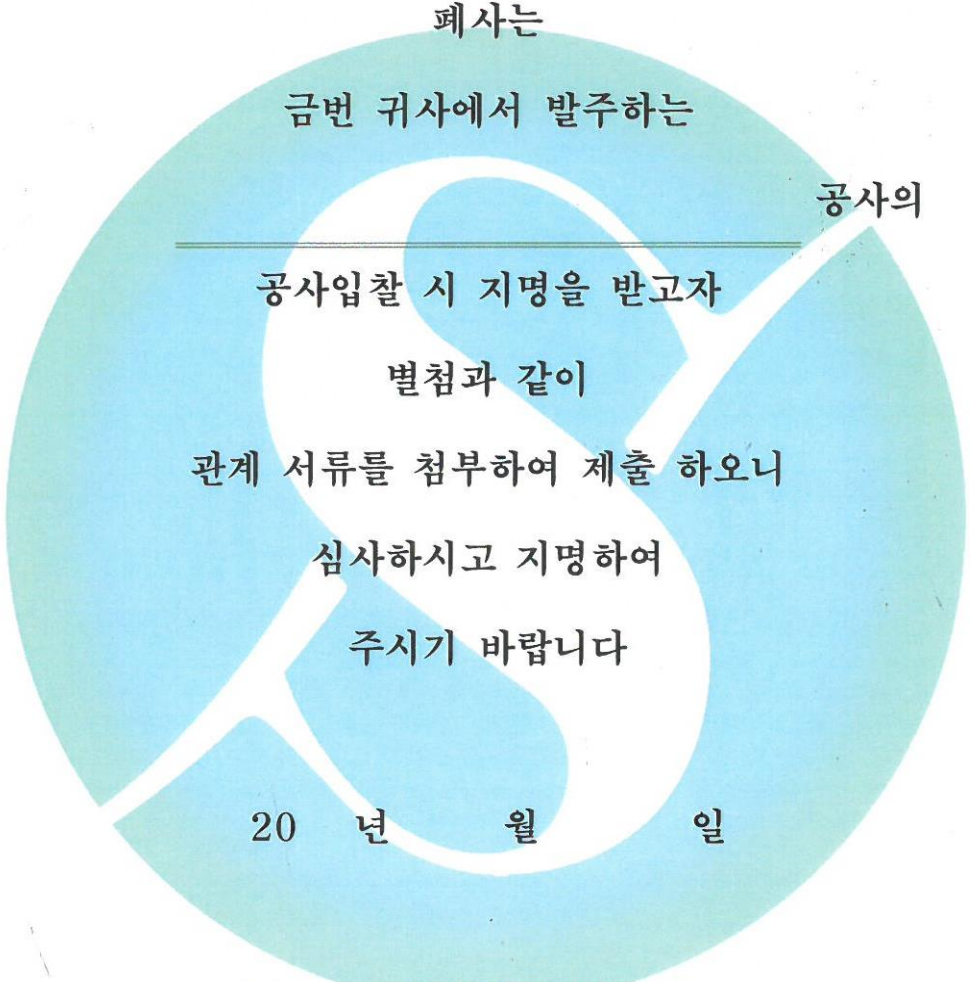 폐사는
금번 귀사에서 발주하는
공사의
공사입찰 시 지명을 받고자
별첨과 같이
관계 서류를 첨부하여 제출 하오니
심사하시고 지명하여
주시기 바랍니다
20 년 월 일